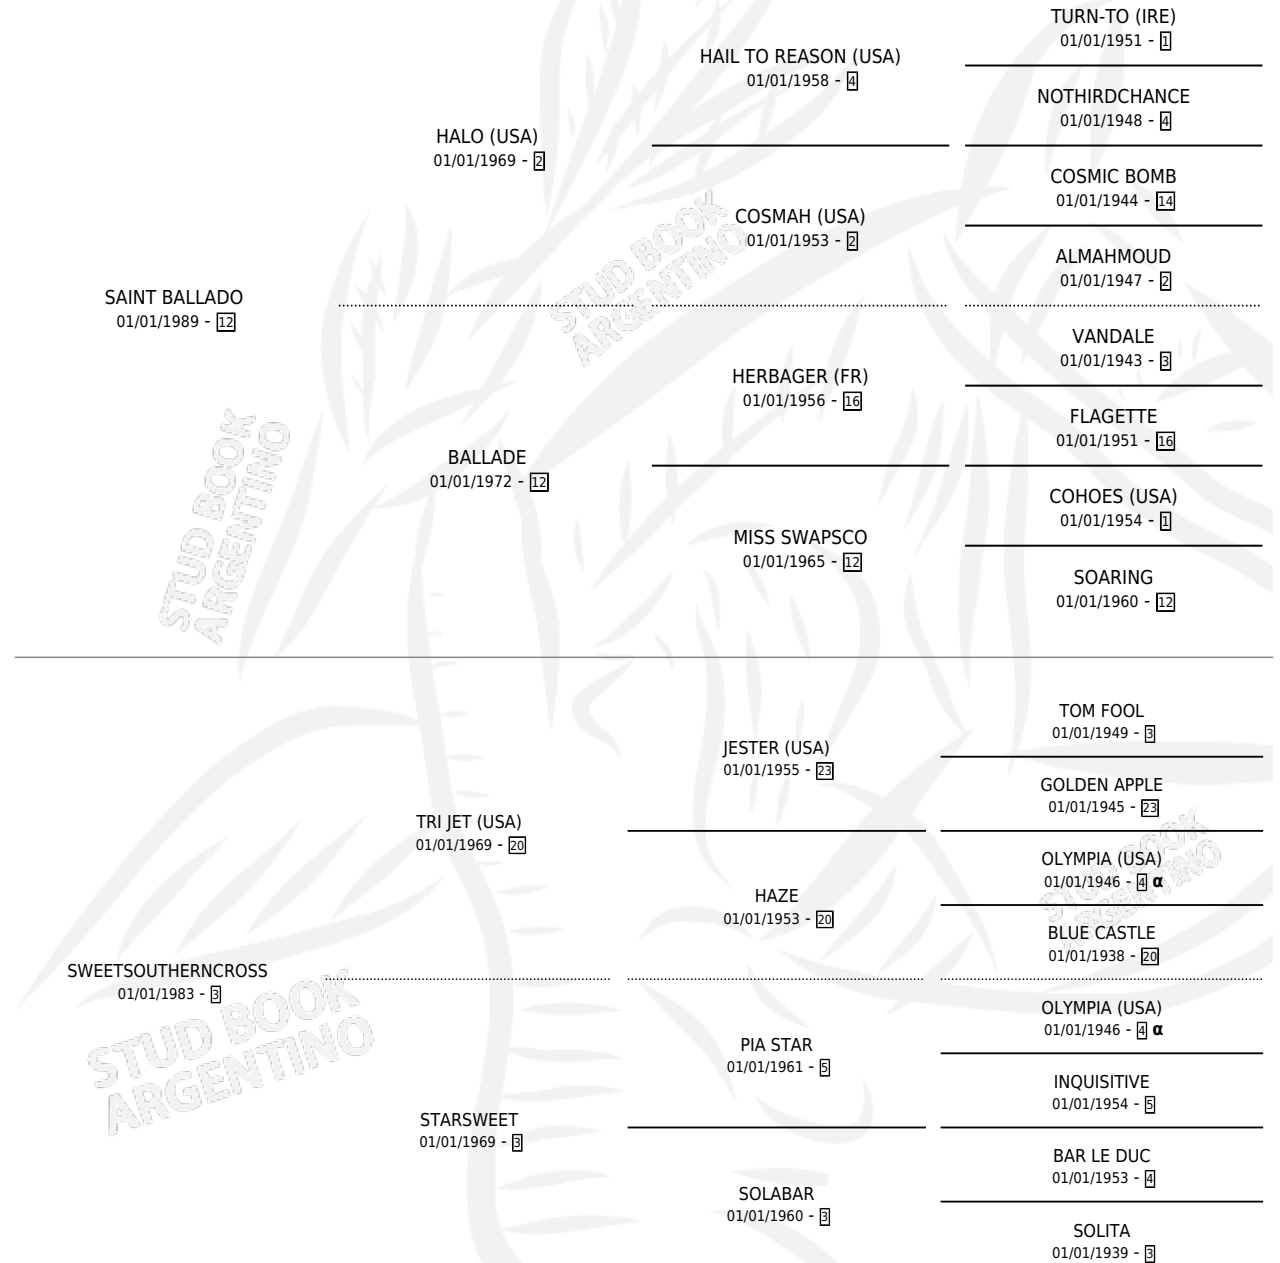 TURN-TO (IRE)
01/01/1951 - 1
HAIL TO REASON (USA)
01/01/1958 - 4
NOTHIRDCHANCE
01/01/1948 - 4
HALO (USA)
01/01/1969 - 2
COSMIC BOMB
01/01/1944 - 14
COSMAH (USA)
01/01/1953 - 2
ALMAHMOUD
01/01/1947 - 2
SAINT BALLADO
01/01/1989 - 12
VANDALE
01/01/1943 - 3
HERBAGER (FR)
01/01/1956 - 16
FLAGETTE
01/01/1951 - 16
BALLADE
01/01/1972 - 12
COHOES (USA)
01/01/1954 - 1
MISS SWAPSCO
01/01/1965 - 12
SOARING
01/01/1960 - 12
TOM FOOL
01/01/1949 - 3
JESTER (USA)
01/01/1955 - 23
GOLDEN APPLE
01/01/1945 - 23
TRI JET (USA)
01/01/1969 - 20
OLYMPIA (USA)
01/01/1946 - 4 α
HAZE
01/01/1953 - 20
BLUE CASTLE
01/01/1938 - 20
SWEETSOUTHERNCROSS
01/01/1983 - 3
OLYMPIA (USA)
01/01/1946 - 4 α
PIA STAR
01/01/1961 - 5
INQUISITIVE
01/01/1954 - 5
STARSWEET
01/01/1969 - 3
BAR LE DUC
01/01/1953 - 4
SOLABAR
01/01/1960 - 3
SOLITA
01/01/1939 - 3
STUD BOOK
ARGENTINO
STUD BOOK
ARGENTINO
STUD BOOK
ARGENTINO
STUD BOOK
ARGENTINO